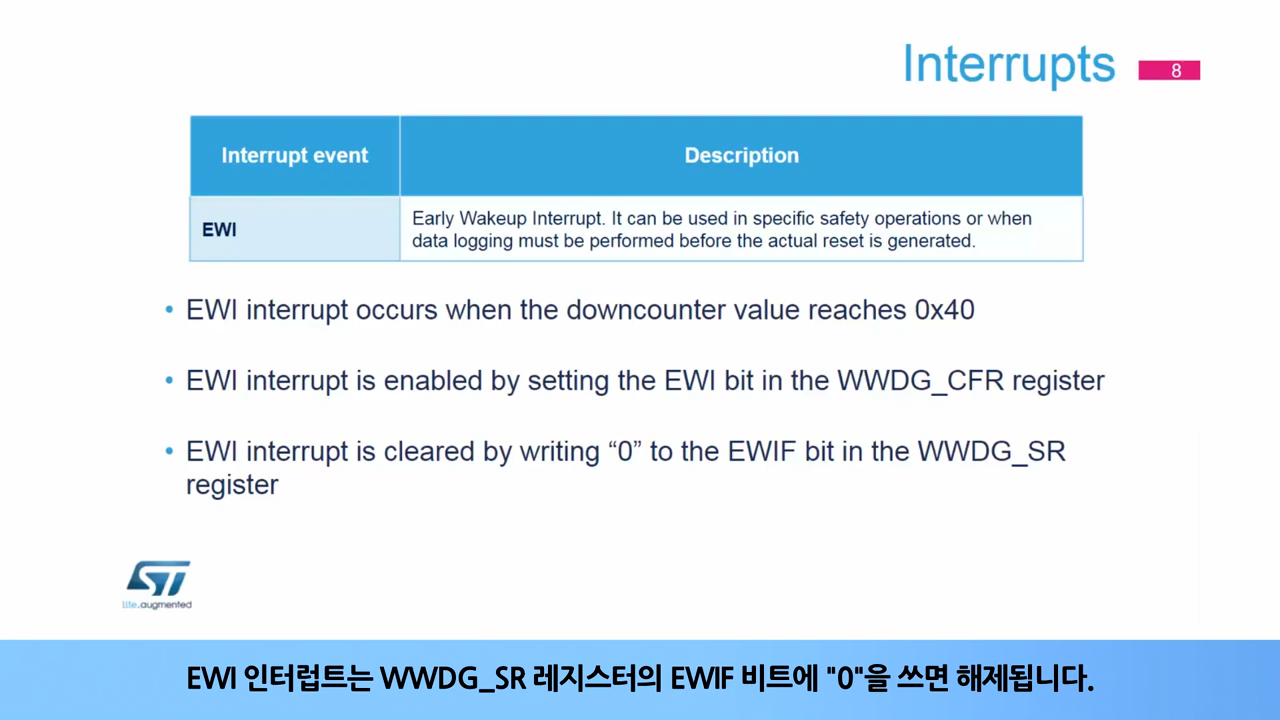 Interrupts
8
Interrupt event
Description
EWI
Early Wakeup Interrupt. It can be used in specific safety operations or when
data logging must be performed before the actual reset is generated.
• EWI interrupt occurs when the downcounter value reaches 0x40
• EWI interrupt is enabled by setting the EWI bit in the WWDG_CFR register
• EWI interrupt is cleared by writing “0” to the EWIF bit in the WWDG_SR
register
ST
life.augmented
EWI 인터럽트는 WWDG_SR 레지스터의 EWIF 비트에 "0"을 쓰면 해제됩니다.